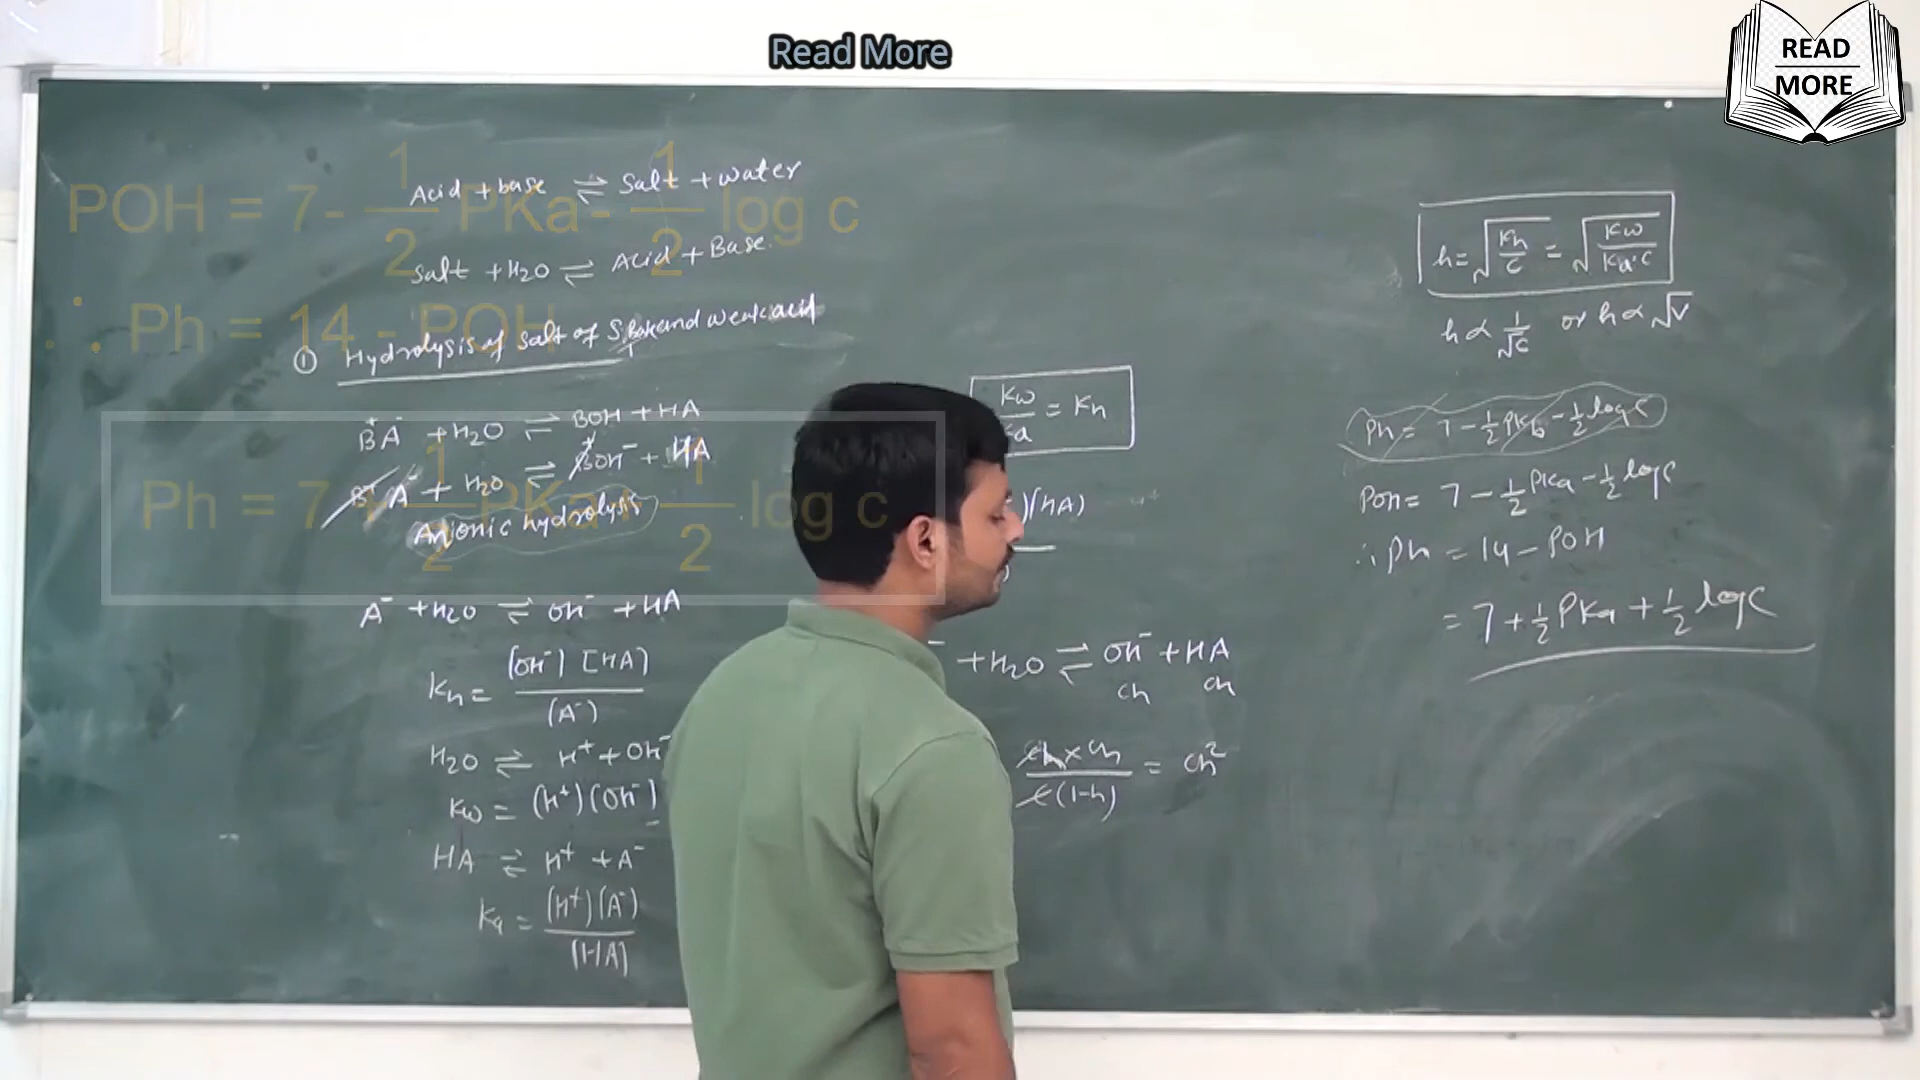 Read More
READ
MORE
POH = 7- 1/2 PKa- 1/2 log c
∴ Ph = 14 - POH
Ph = 7 + 1/2 PKa+ 1/2 log c
Acid + base ⇌ Salt + water
Salt + H2O ⇌ Acid + Base.
① Hydrolysis of salt of S.Base and weak acid
B⁺A⁻ + H2O ⇌ BOH + HA
A⁻ + H2O ⇌ B⁺OH⁻ + HA
Anionic hydrolysis
A⁻ + H2O ⇌ OH⁻ + HA
Kh = (OH⁻) [HA] / (A⁻)
H2O ⇌ H⁺ + OH⁻
Kw = (H⁺)(OH⁻)
HA ⇌ H⁺ + A⁻
Ka = (H⁺)(A⁻) / (HA)
Kw / Ka = Kh
)(HA)
+ H2O ⇌ OH⁻ + HA
Ch Ch
Ch x Ch / C(1-h) = Ch²
h = √(Kh/C) = √(Kw/Ka·C)
h ∝ 1/√C or h ∝ √V
Ph = 7 - 1/2 PKb - 1/2 log C
POH = 7 - 1/2 PKa - 1/2 log C
∴ Ph = 14 - POH
= 7 + 1/2 PKa + 1/2 log C